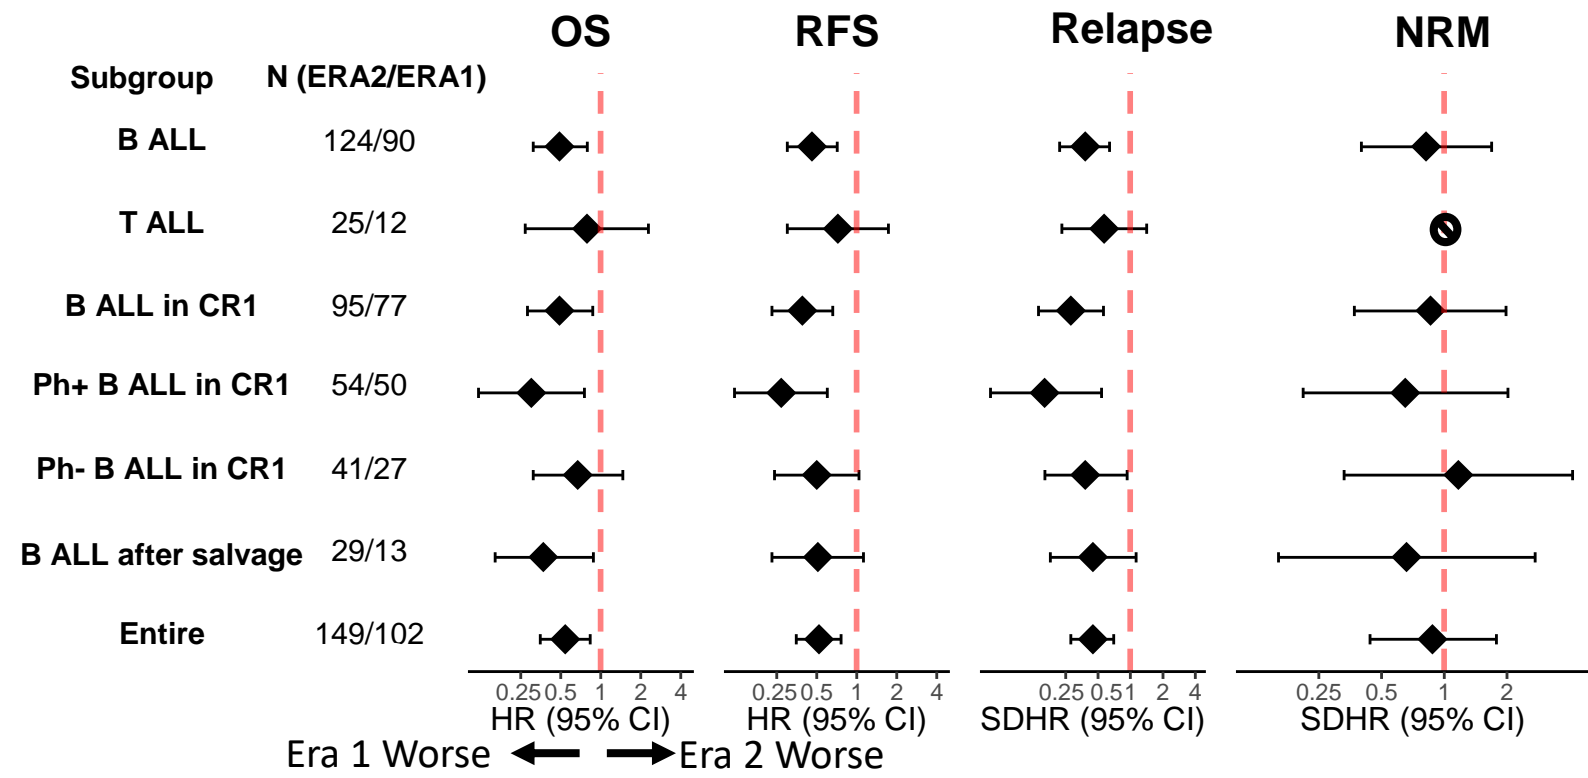 OS RFS Relapse NRM
Subgroup N (ERA2/ERA1)
B ALL 124/90
T ALL 25/12
B ALL in CR1 95/77
Ph+ B ALL in CR1 54/50
Ph- B ALL in CR1 41/27
B ALL after salvage 29/13
Entire 149/102
0.25 0.5 1 2 4 0.25 0.5 1 2 4 0.25 0.5 1 2 4 0.25 0.5 1 2
HR (95% CI) HR (95% CI) SDHR (95% CI) SDHR (95% CI)
Era 1 Worse Era 2 Worse